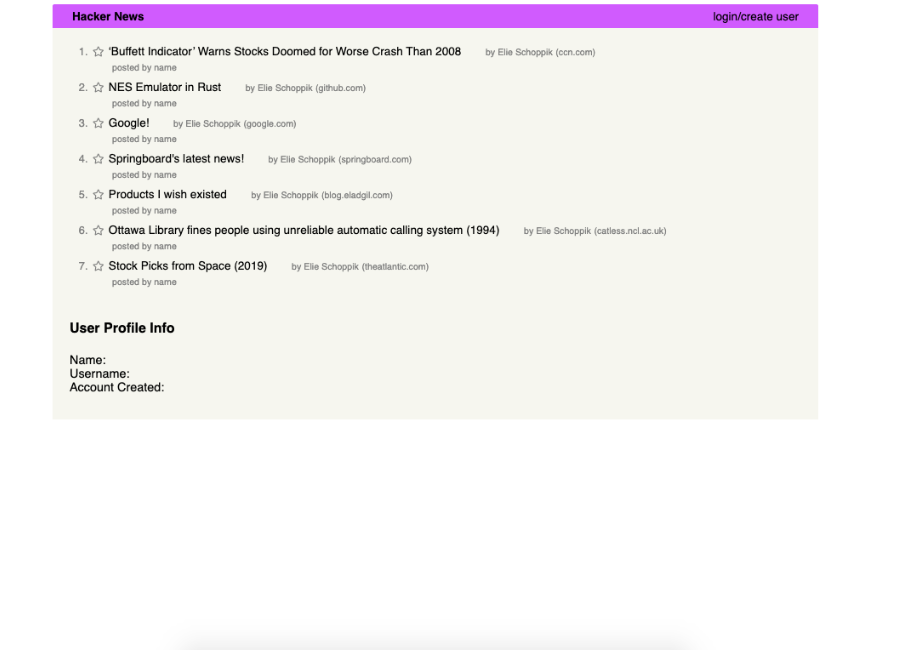 Hacker News login/create user
1. ☆ ‘Buffett Indicator’ Warns Stocks Doomed for Worse Crash Than 2008 by Elie Schoppik (ccn.com)
posted by name
2. ☆ NES Emulator in Rust by Elie Schoppik (github.com)
posted by name
3. ☆ Google! by Elie Schoppik (google.com)
posted by name
4. ☆ Springboard's latest news! by Elie Schoppik (springboard.com)
posted by name
5. ☆ Products I wish existed by Elie Schoppik (blog.eladgil.com)
posted by name
6. ☆ Ottawa Library fines people using unreliable automatic calling system (1994) by Elie Schoppik (catless.ncl.ac.uk)
posted by name
7. ☆ Stock Picks from Space (2019) by Elie Schoppik (theatlantic.com)
posted by name
User Profile Info
Name:
Username:
Account Created: